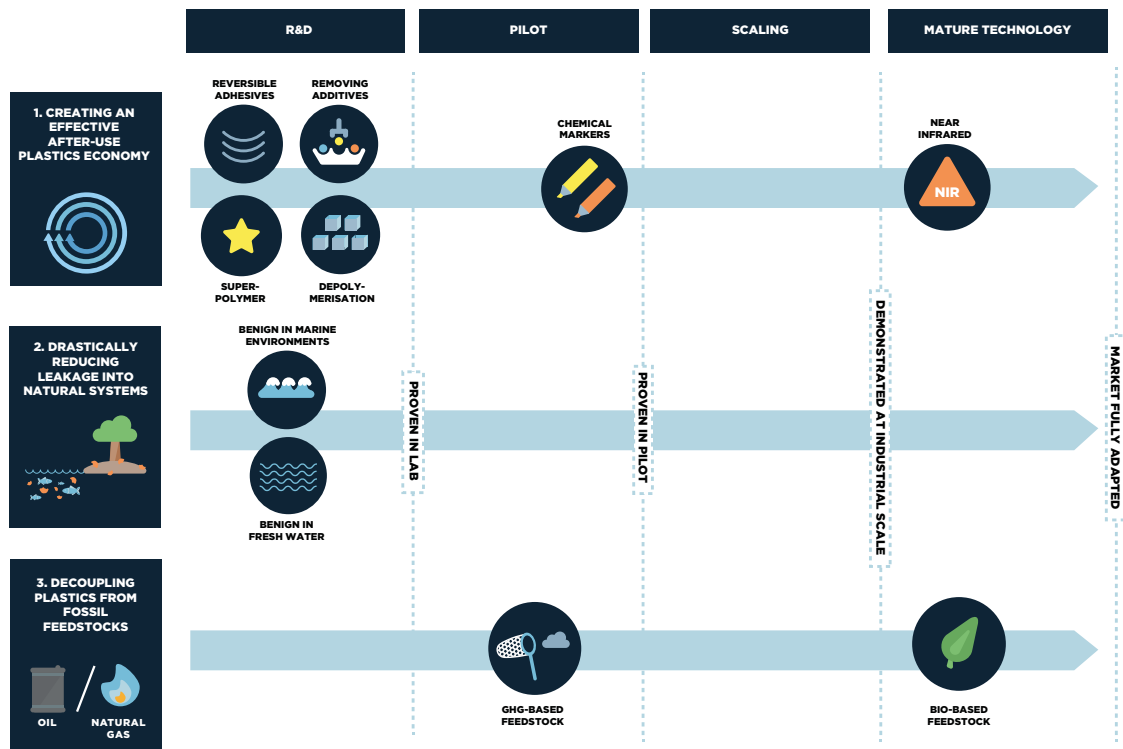 R&D
PILOT
SCALING
MATURE TECHNOLOGY
1. CREATING AN
EFFECTIVE
AFTER-USE
PLASTICS ECONOMY
REVERSIBLE
ADHESIVES
REMOVING
ADDITIVES
CHEMICAL
MARKERS
NEAR
INFRARED
NIR
SUPER-
POLYMER
DEPOLY-
MERISATION
2. DRASTICALLY
REDUCING
LEAKAGE INTO
NATURAL SYSTEMS
BENIGN IN MARINE
ENVIRONMENTS
BENIGN IN
FRESH WATER
PROVEN IN LAB
PROVEN IN PILOT
DEMONSTRATED AT INDUSTRIAL SCALE
MARKET FULLY ADAPTED
3. DECOUPLING
PLASTICS FROM
FOSSIL
FEEDSTOCKS
OIL
NATURAL
GAS
GHG-BASED
FEEDSTOCK
BIO-BASED
FEEDSTOCK